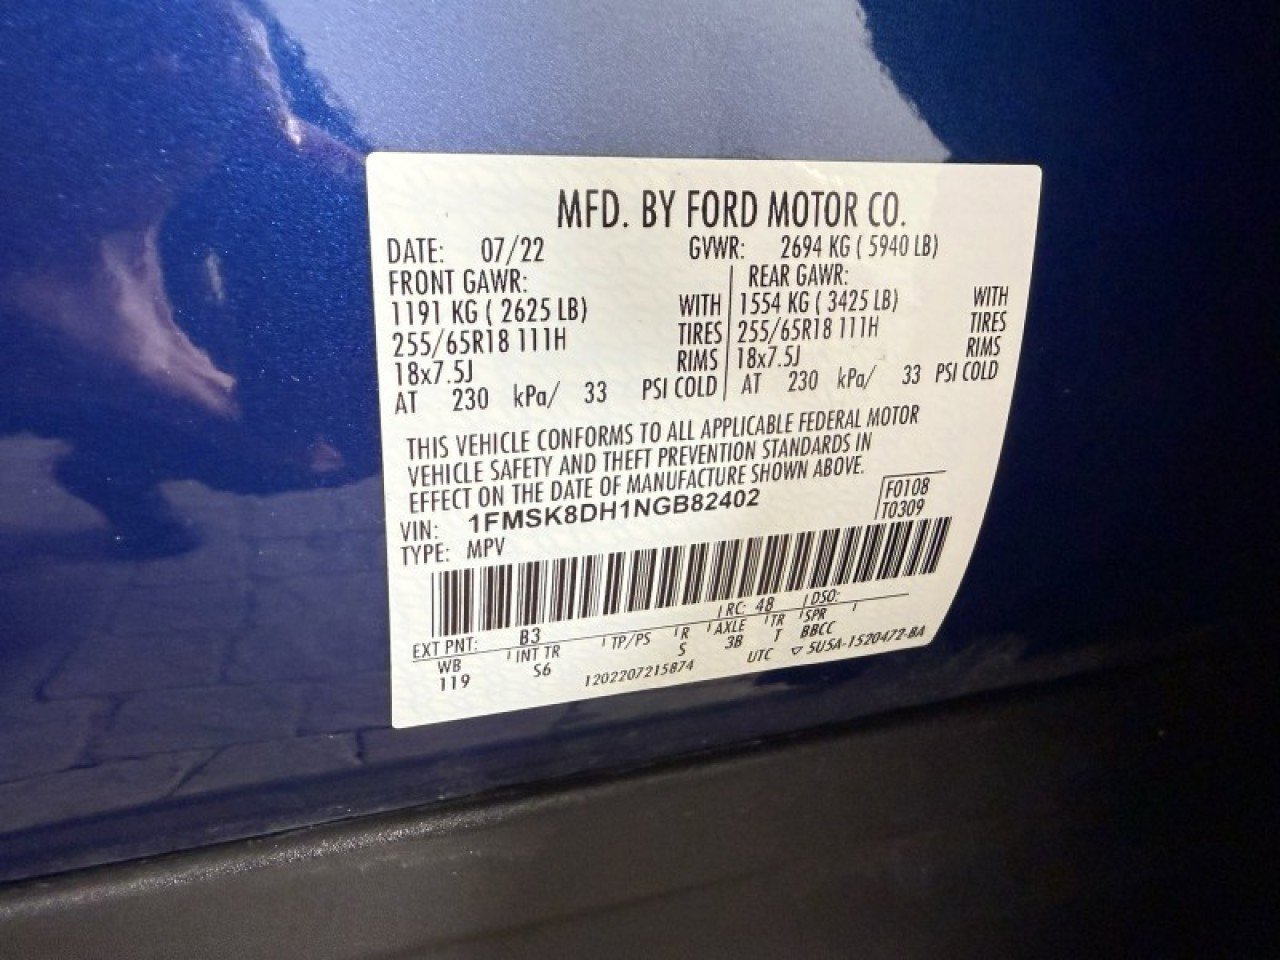 MFD. BY FORD MOTOR CO.
DATE: 07/22 GVWR: 2694 KG ( 5940 LB)
FRONT GAWR: REAR GAWR:
1191 KG ( 2625 LB) WITH 1554 KG ( 3425 LB) WITH
255/65R18 111H TIRES 255/65R18 111H TIRES
18x7.5J RIMS 18x7.5J RIMS
AT 230 kPa/ 33 PSI COLD AT 230 kPa/ 33 PSI COLD
THIS VEHICLE CONFORMS TO ALL APPLICABLE FEDERAL MOTOR
VEHICLE SAFETY AND THEFT PREVENTION STANDARDS IN
EFFECT ON THE DATE OF MANUFACTURE SHOWN ABOVE.
VIN: 1FMSK8DH1NGB82402 F0108
TYPE: MPV T0309
EXT PNT: B3 RC: 48 DSO:
WB INT TR TP/PS R AXLE TR SPR
119 S6 S 3B T BBCC
1202207215874 UTC ▽ 5U5A-1520472-BA